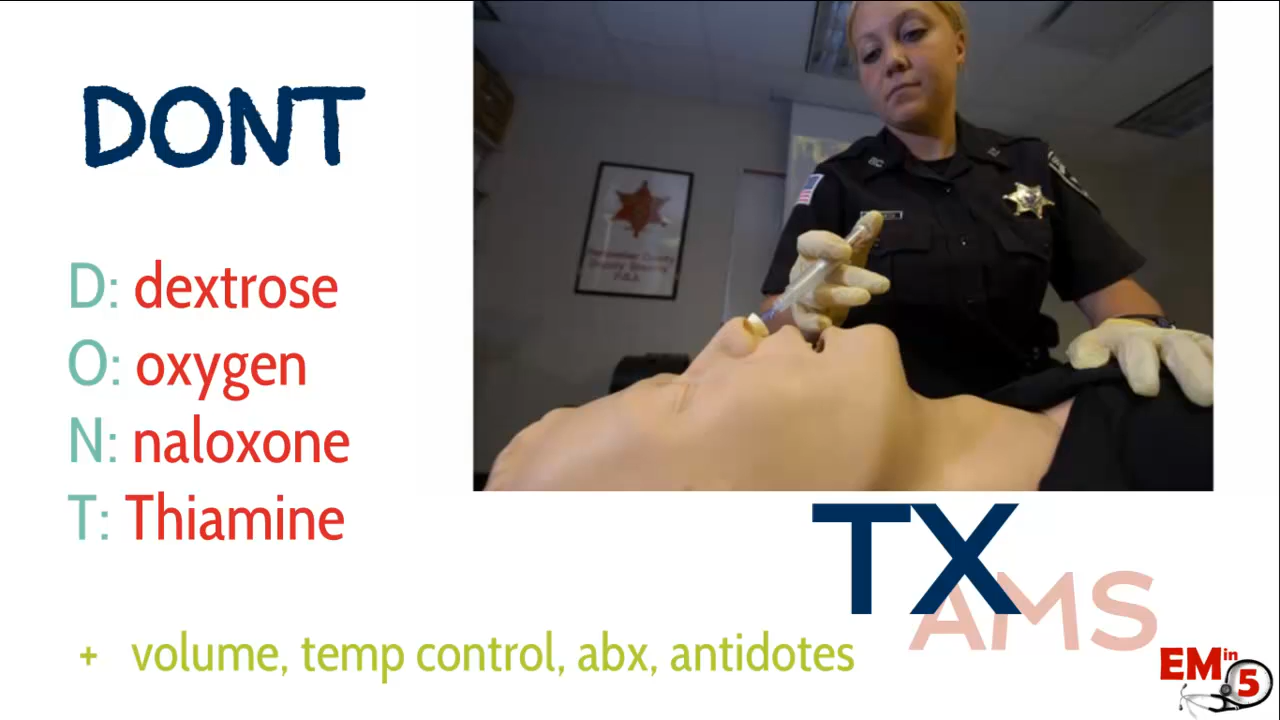 DONT
D: dextrose
O: oxygen
N: naloxone
T: Thiamine
+ volume, temp control, abx, antidotes
TX
AMS
EM in 5